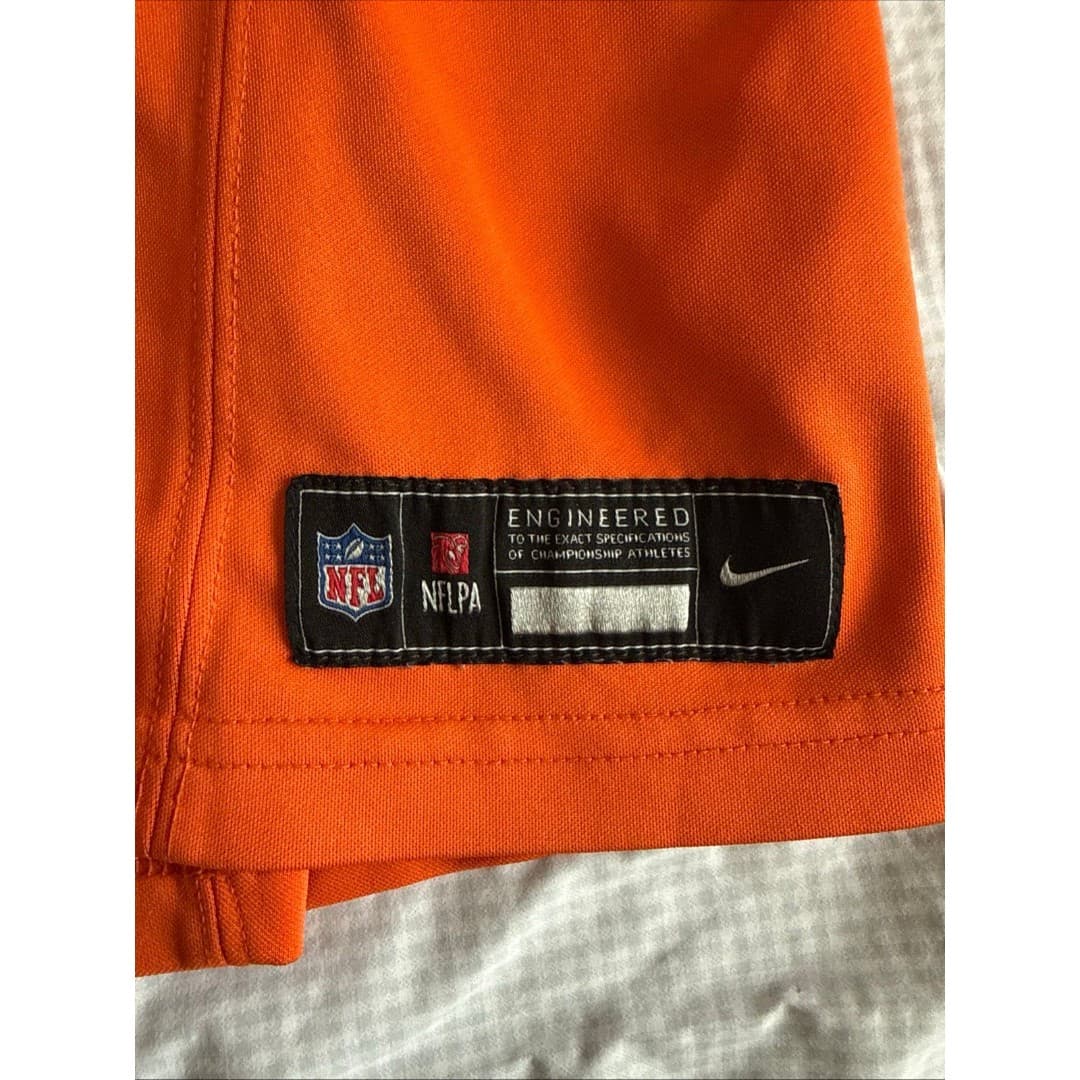 NFL
NFLPA
ENGINEERED
TO THE EXACT SPECIFICATIONS
OF CHAMPIONSHIP ATHLETES